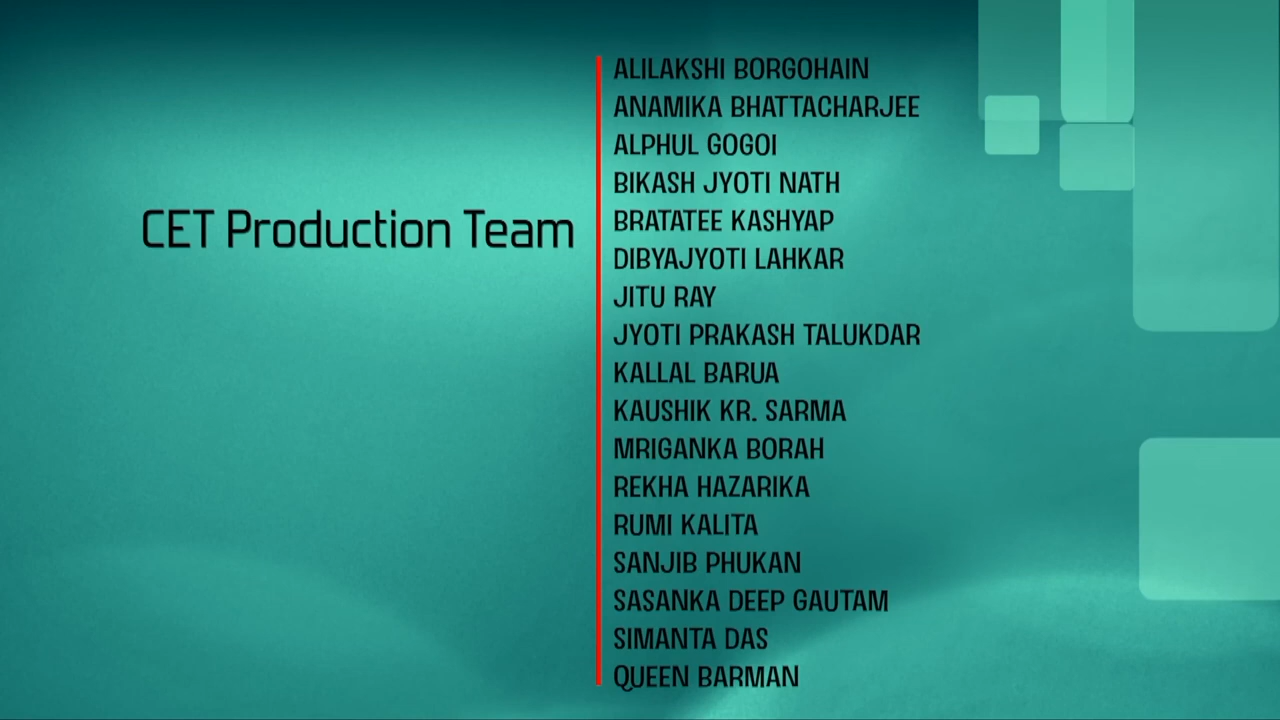 CET Production Team
ALILAKSHI BORGOHAIN
ANAMIKA BHATTACHARJEE
ALPHUL GOGOI
BIKASH JYOTI NATH
BRATATEE KASHYAP
DIBYAJYOTI LAHKAR
JITU RAY
JYOTI PRAKASH TALUKDAR
KALLAL BARUA
KAUSHIK KR. SARMA
MRIGANKA BORAH
REKHA HAZARIKA
RUMI KALITA
SANJIB PHUKAN
SASANKA DEEP GAUTAM
SIMANTA DAS
QUEEN BARMAN